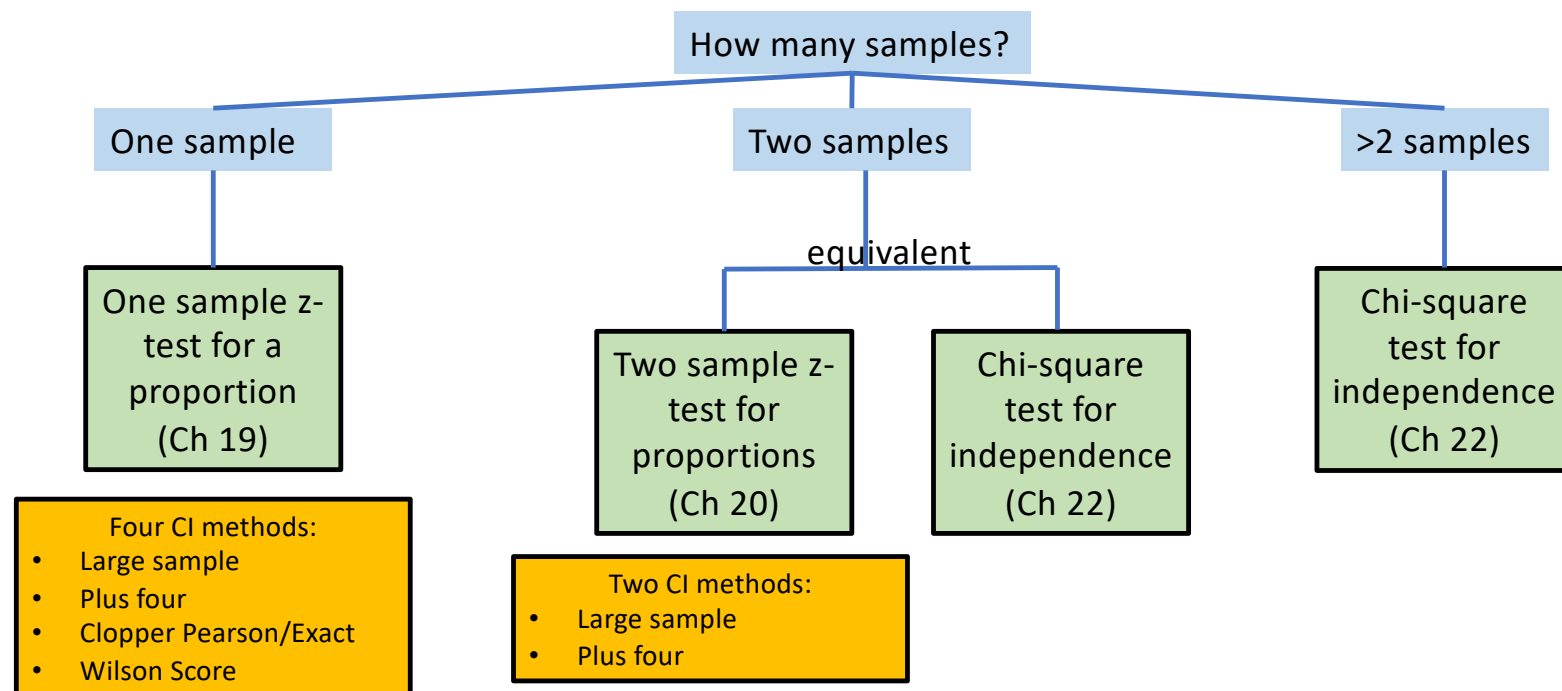 How many samples?
One sample
Two samples
>2 samples
equivalent
One sample z-
test for a
proportion
(Ch 19)
Two sample z-
test for
proportions
(Ch 20)
Chi-square
test for
independence
(Ch 22)
Chi-square
test for
independence
(Ch 22)
Four CI methods:
• Large sample
• Plus four
• Clopper Pearson/Exact
• Wilson Score
Two CI methods:
• Large sample
• Plus four